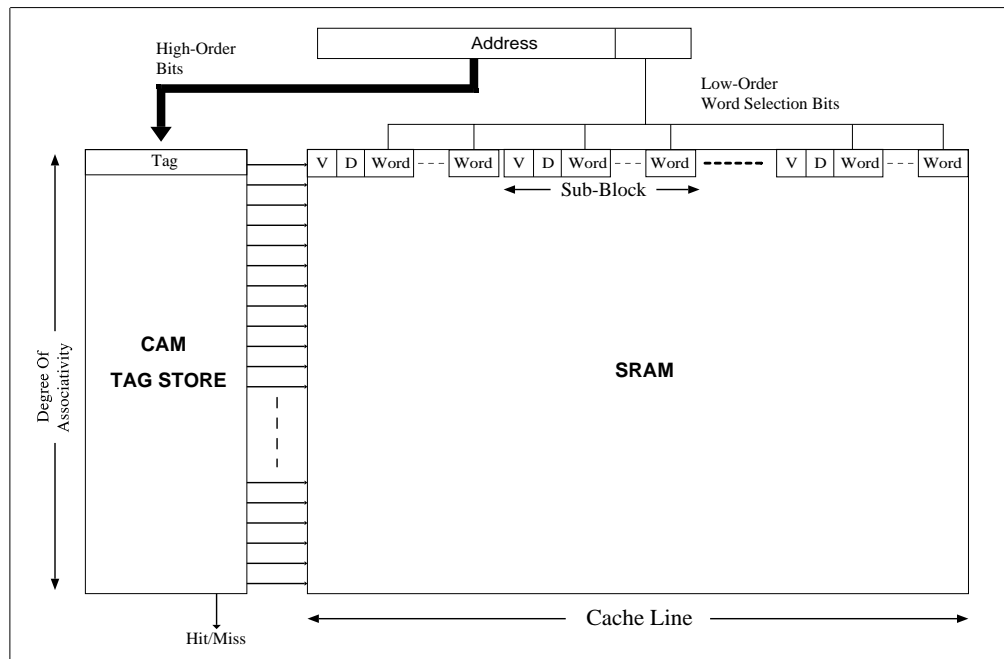 Address
High-Order
Bits
Low-Order
Word Selection Bits
Tag
V D Word Word V D Word Word V D Word Word
Sub-Block
CAM
TAG STORE
SRAM
Degree Of
Associativity
Cache Line
Hit/Miss